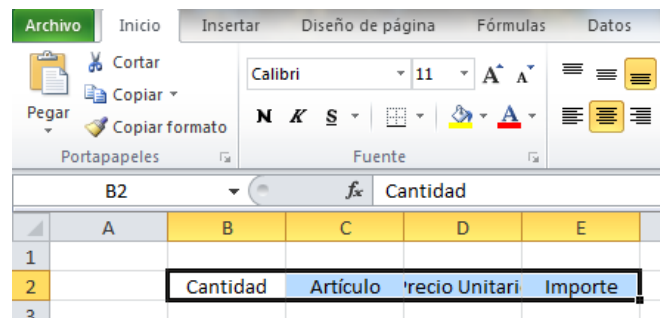 Archivo Inicio Insertar Diseño de página Fórmulas Datos
Cortar
Calibri 11 A A
Copiar
Pegar
Copiar formato
N K S A
Portapapeles Fuente
B2 fx Cantidad
A B C D E
1
2 Cantidad Artículo recio Unitari Importe
3